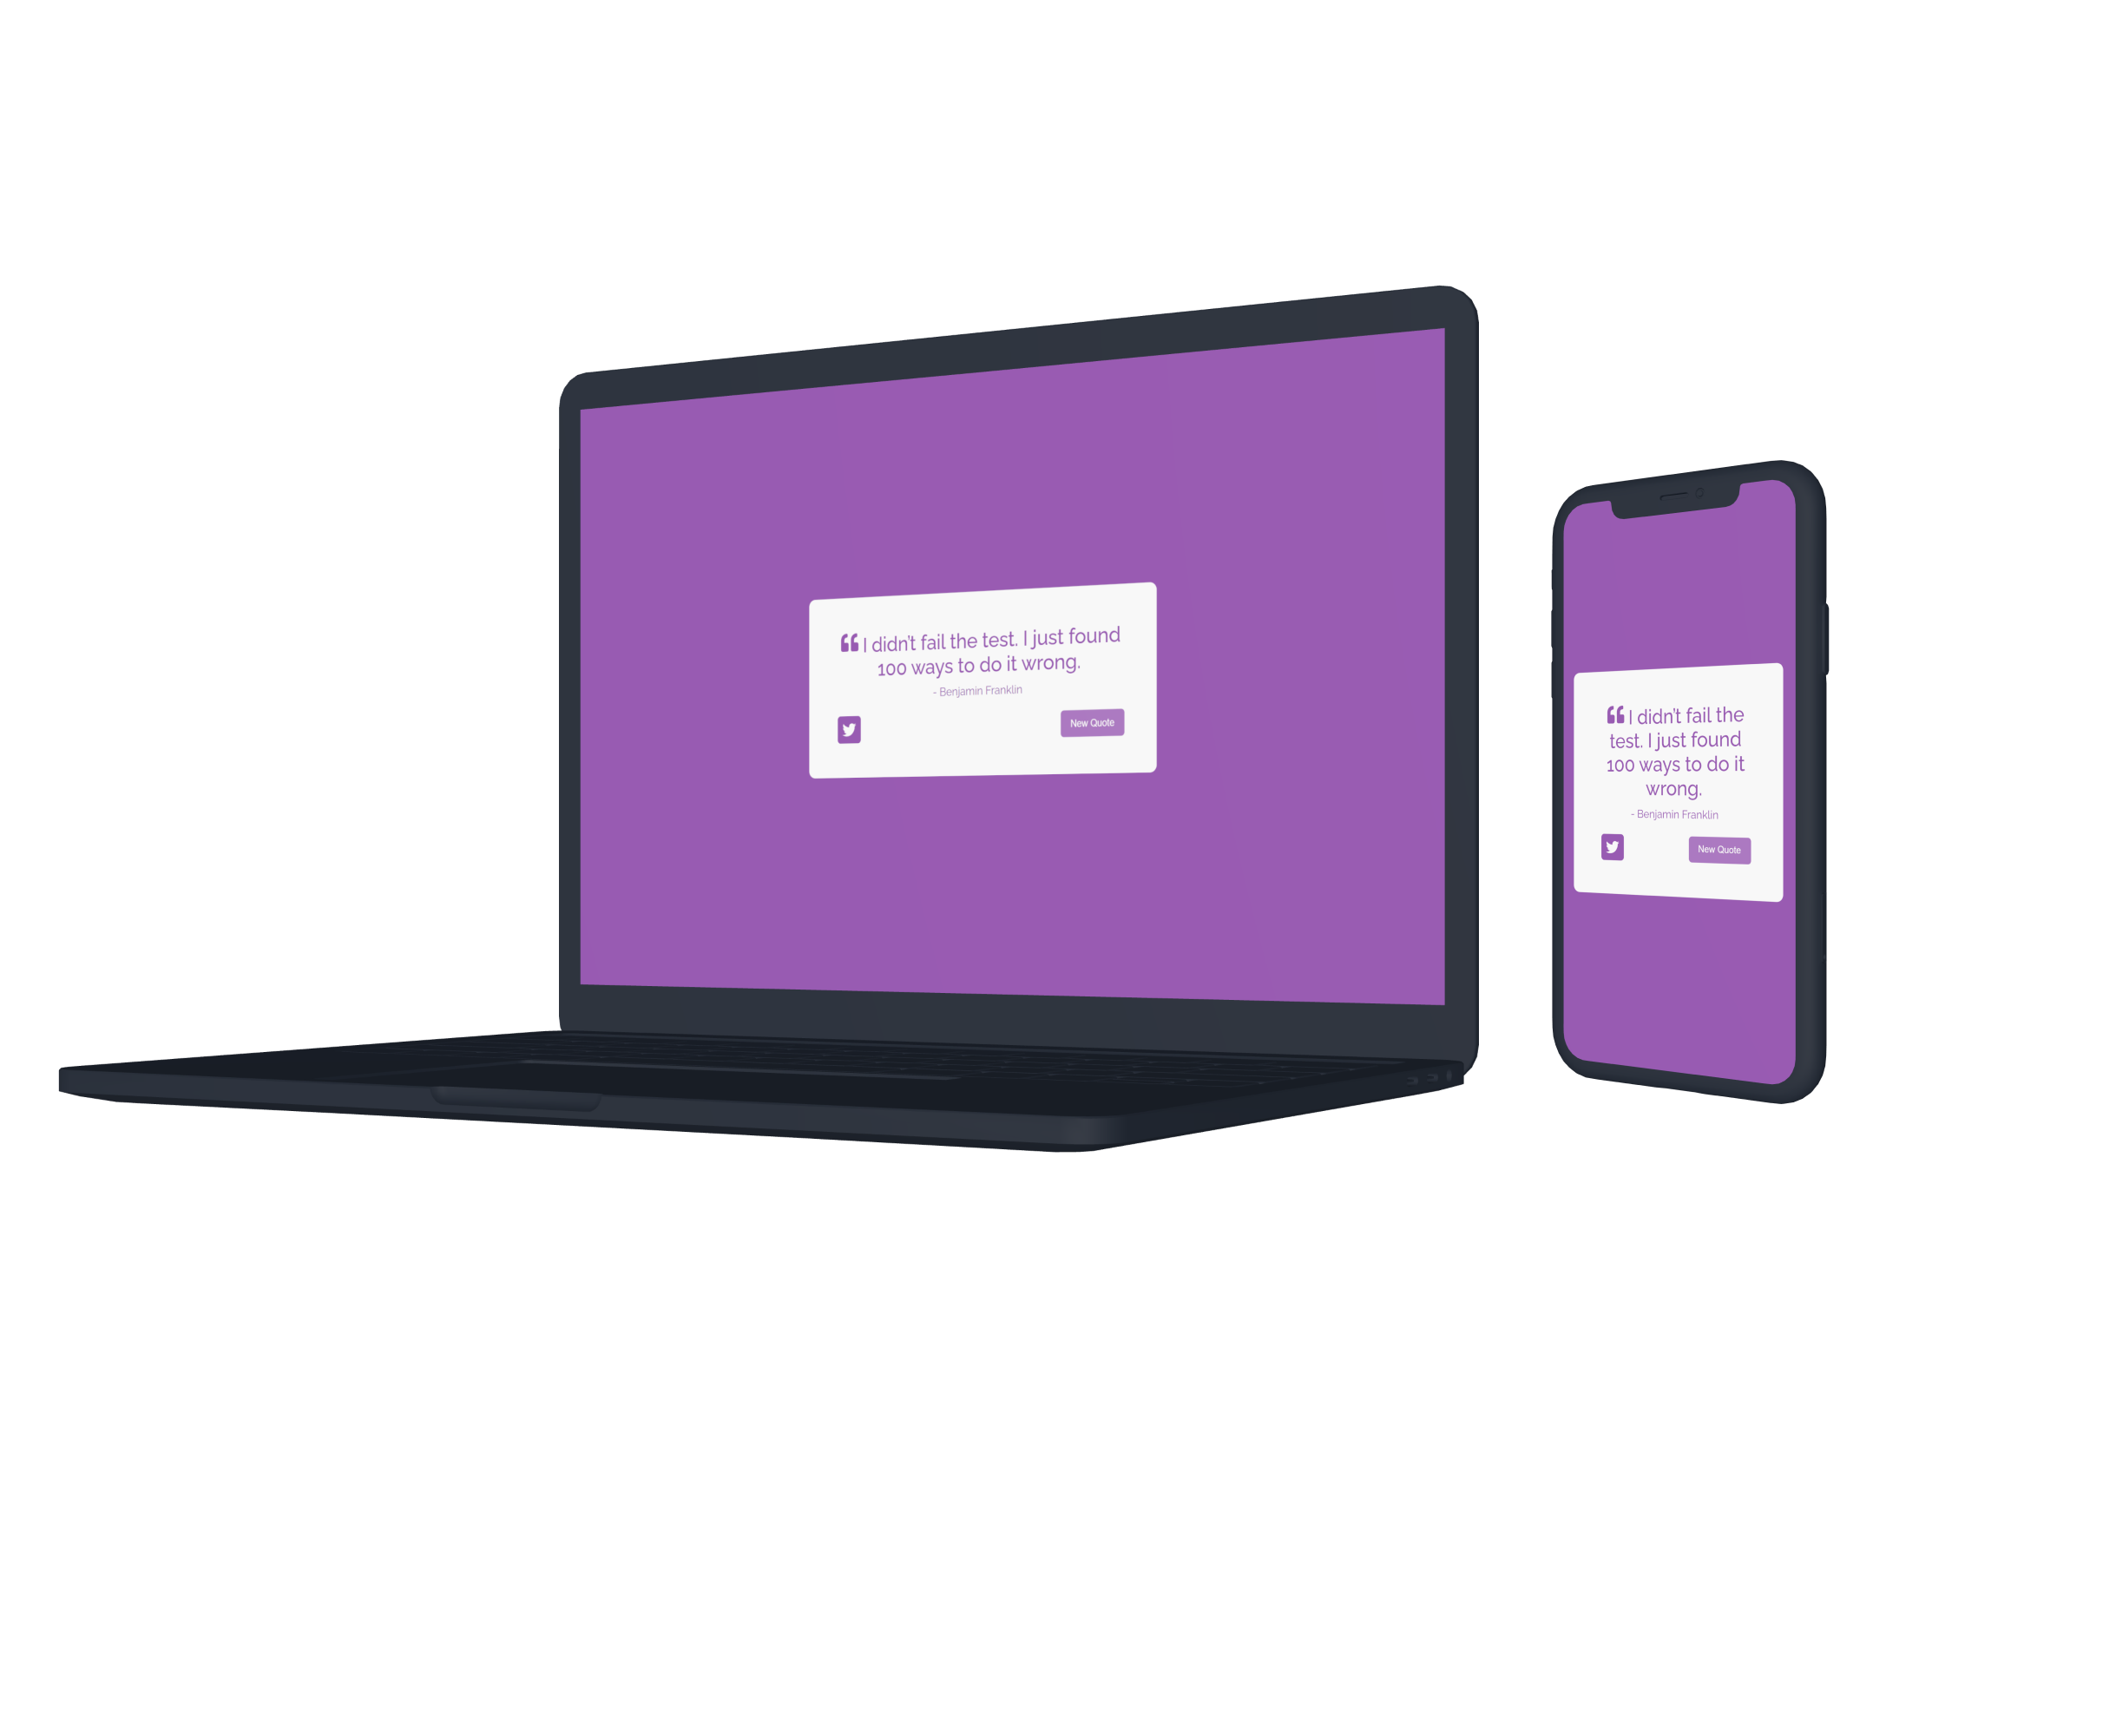 “ I didn't fail the test. I just found
100 ways to do it wrong.
- Benjamin Franklin
New Quote
“ I didn't fail the
test. I just found
100 ways to do it
wrong.
- Benjamin Franklin
New Quote